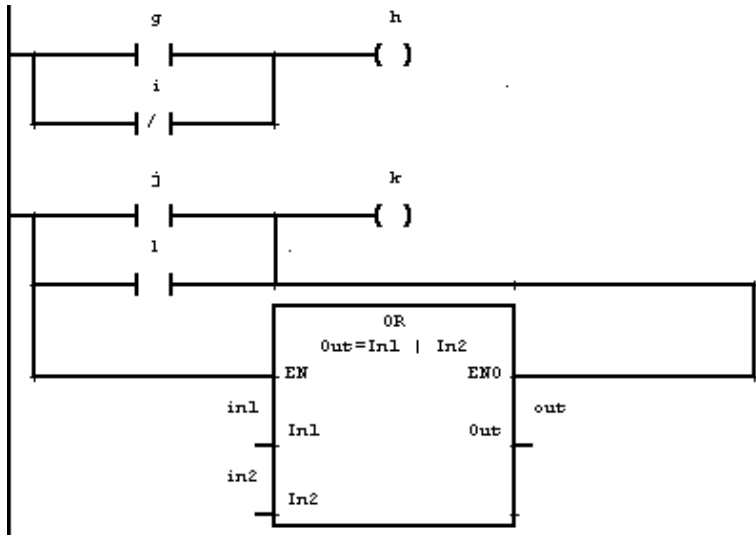 g h
i
/
j k
l
OR
Out=In1 | In2
EN ENO
in1 out
In1 Out
in2
In2